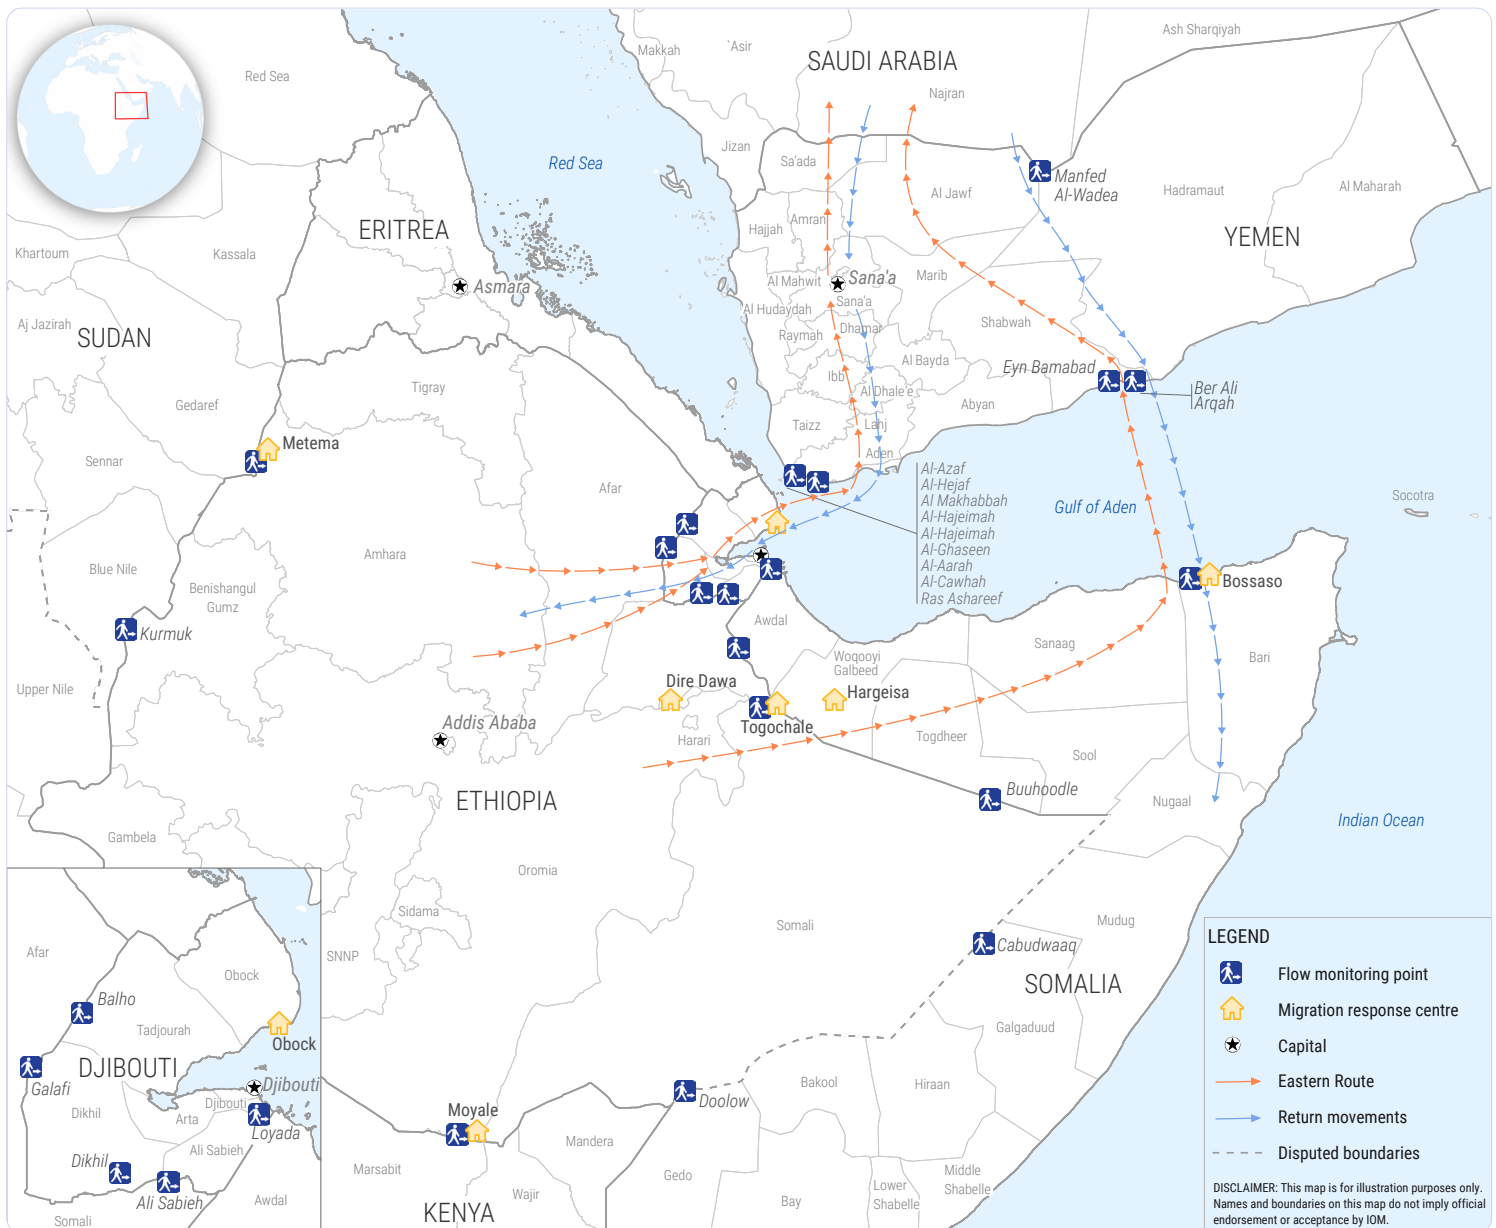 Ash Sharqiyah
Makkah
`Asir
SAUDI ARABIA
Red Sea
Najran
Jizan
Sa'ada
Red Sea
Manfed
Al-Wadea
Al Jawf
Hadramaut
Al Maharah
Amran
Hajjah
ERITREA
YEMEN
Khartoum
Kassala
Al Mahwit
Sana'a
Marib
Asmara
Sana'a
Al Hudaydah
Dhamar
Shabwah
Aj Jazirah
SUDAN
Raymah
Al Bayda
Eyn Bamabad
Ibb
Tigray
Al Dhale'e
Ber Ali
Arqah
Gedaref
Abyan
Taizz
Lahj
Metema
Aden
Sennar
Afar
Al-Azaf
Al-Hejaf
Al Makhabbah
Al-Hajeimah
Al-Hajeimah
Al-Ghaseen
Al-Aarah
Al-Cawhah
Ras Ashareef
Gulf of Aden
Socotra
Amhara
Blue Nile
Benishangul
Gumz
Bossaso
Kurmuk
Awdal
Sanaag
Woqooyi
Galbeed
Bari
Upper Nile
Dire Dawa
Hargeisa
Addis Ababa
Togochale
Harari
Togdheer
Sool
ETHIOPIA
Buuhoodle
Nugaal
Indian Ocean
Gambela
Oromia
Sidama
Somali
Mudug
SNNP
Cabudwaaq
SOMALIA
Galgaduud
Bakool
Hiraan
Doolow
Moyale
Mandera
Marsabit
Gedo
Middle
Shabelle
Wajir
Bay
Lower
Shabelle
KENYA
Afar
Obock
Balho
Tadjourah
Obock
DJIBOUTI
Galafi
Djibouti
Djibouti
Dikhil
Arta
Loyada
Ali Sabieh
Dikhil
Ali Sabieh
Awdal
Somali
LEGEND
Flow monitoring point
Migration response centre
Capital
Eastern Route
Return movements
Disputed boundaries
DISCLAIMER: This map is for illustration purposes only.
Names and boundaries on this map do not imply official
endorsement or acceptance by IOM.